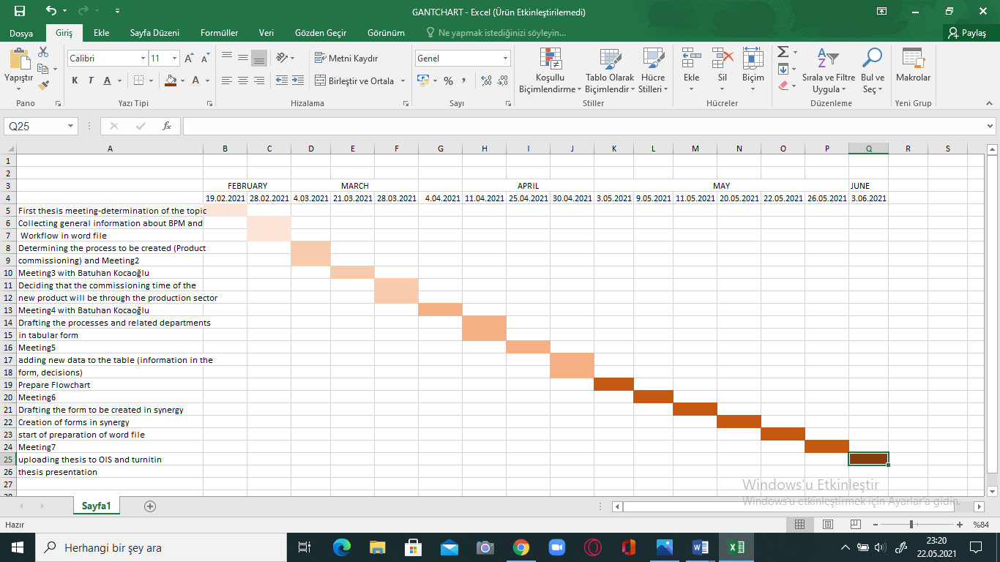 GANTCHART - Excel (Ürün Etkinleştirilemedi)
Dosya Giriş Ekle Sayfa Düzeni Formüller Veri Gözden Geçir Görünüm Ne yapmak istediğinizi söyleyin... Paylaş
Yapıştır
Calibri 11
K T A
Metni Kaydır
Birleştir ve Ortala
Genel
Koşullu Biçimlendirme
Tablo Olarak Biçimlendir
Hücre Stilleri
Ekle Sil Biçim
Sırala ve Filtre Uygula
Bul ve Seç
Makrolar
Pano Yazı Tipi Hizalama Sayı Stiller Hücreler Düzenleme Yeni Grup
Q25 fx
A B C D E F G H I J K L M N O P Q R S
1
2
3 FEBRUARY MARCH APRIL MAY JUNE
4 19.02.2021 28.02.2021 4.03.2021 21.03.2021 28.03.2021 4.04.2021 11.04.2021 25.04.2021 30.04.2021 3.05.2021 9.05.2021 11.05.2021 20.05.2021 22.05.2021 26.05.2021 3.06.2021
5 First thesis meeting-determination of the topic
6 Collecting general information about BPM and
7 Workflow in word file
8 Determining the process to be created (Product
9 commissioning) and Meeting2
10 Meeting3 with Batuhan Kocaoğlu
11 Deciding that the commissioning time of the
12 new product will be through the production sector
13 Meeting4 with Batuhan Kocaoğlu
14 Drafting the processes and related departments
15 in tabular form
16 Meeting5
17 adding new data to the table (information in the
18 form, decisions)
19 Prepare Flowchart
20 Meeting6
21 Drafting the form to be created in synergy
22 Creation of forms in synergy
23 start of preparation of word file
24 Meeting7
25 uploading thesis to OIS and turnitin
26 thesis presentation
27
28
Windows'u Etkinleştir
Windows'u etkinleştirmek için Ayarlar'a gidin.
Sayfa1
Hazır %84
Herhangi bir şey ara
23:20
22.05.2021